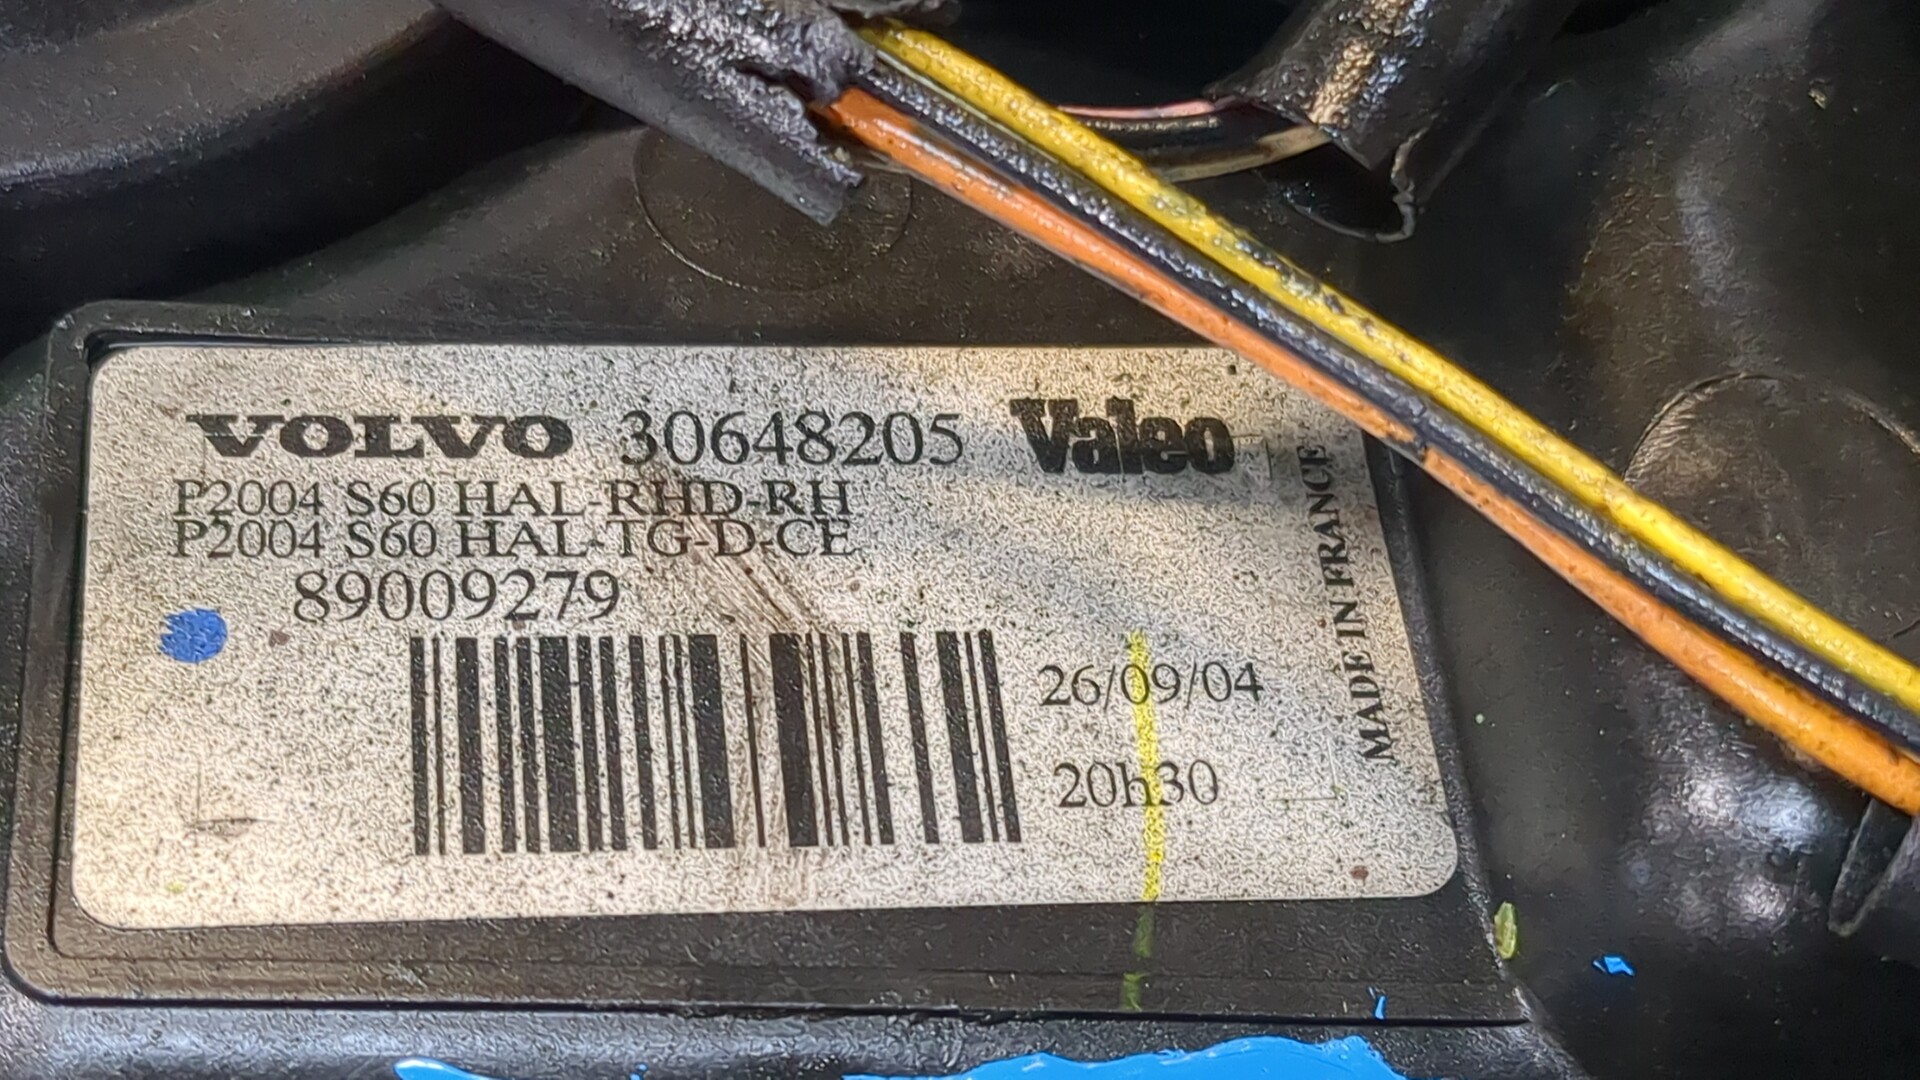 VOLVO 30648205 Valeo
P2004 S60 HAL-RHD-RH
P2004 S60 HAL-TG-D-CE
89009279
26/09/04
20h30
MADE IN FRANCE